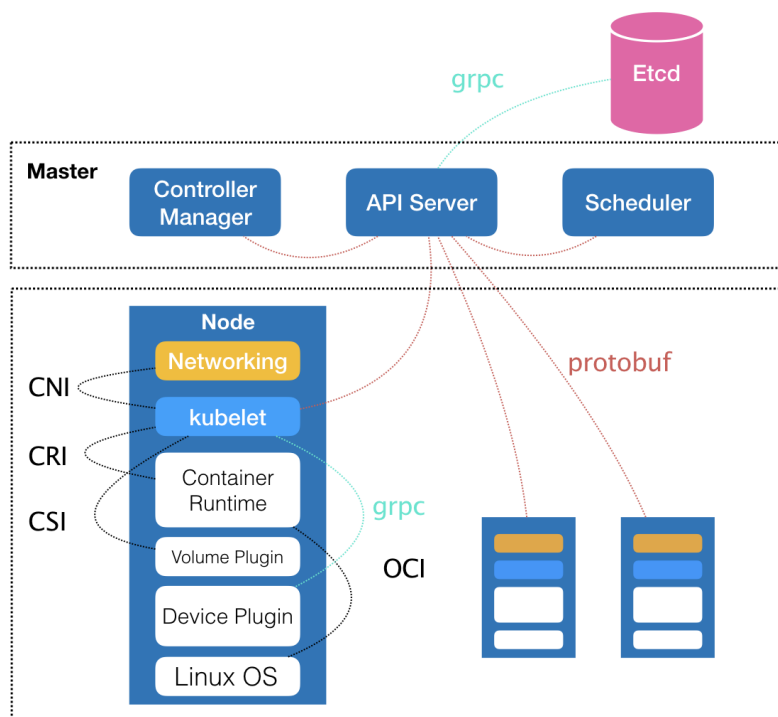 Etcd
grpc
Master
Controller
Manager
API Server
Scheduler
Node
Networking
protobuf
CNI
kubelet
CRI
Container
Runtime
CSI
grpc
Volume Plugin
OCI
Device Plugin
Linux OS